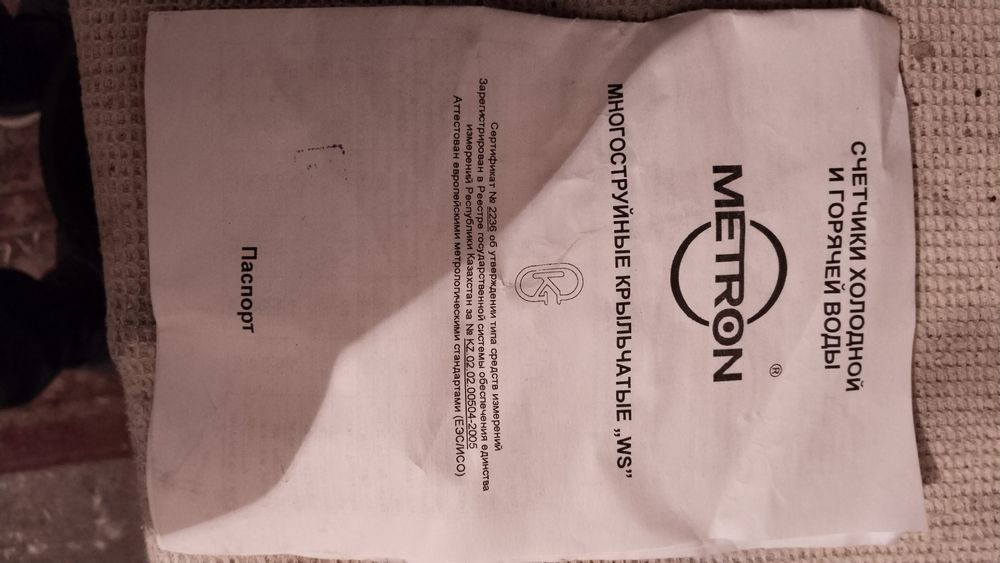 СЧЕТЧИКИ ХОЛОДНОЙ
И ГОРЯЧЕЙ ВОДЫ
METRON ®
МНОГОСТРУЙНЫЕ КРЫЛЬЧАТЫЕ „WS”
Сертификат № 2236 об утверждении типа средств измерений
Зарегистрирован в Реестре государственной системы обеспечения единства
измерений Республики Казахстан за № KZ.02.02.00504-2005
Аттестован европейскими метрологическими стандартами (ЕЭС/ИСО)
Паспорт